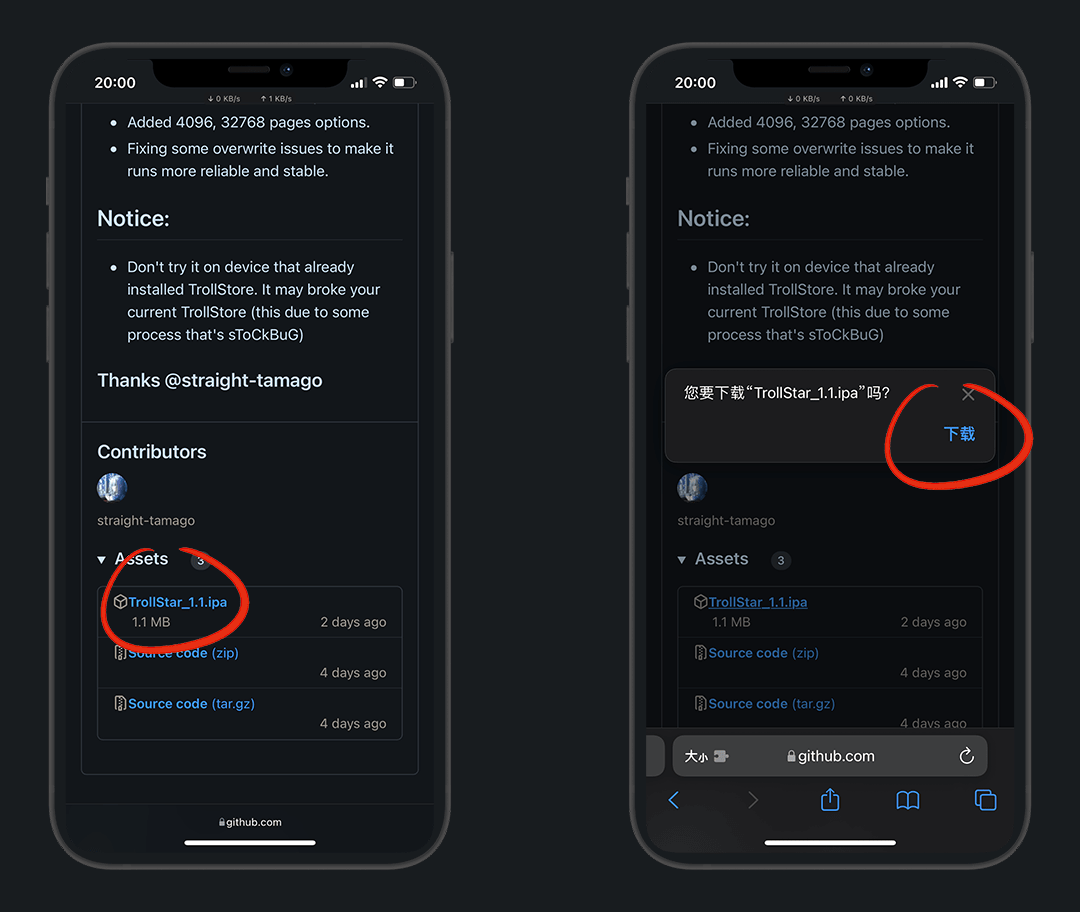 20:00
↓ 0 KB/s ↑ 1 KB/s
• Added 4096, 32768 pages options.
• Fixing some overwrite issues to make it
runs more reliable and stable.
Notice:
• Don't try it on device that already
installed TrollStore. It may broke your
current TrollStore (this due to some
process that's sToCkBuG)
Thanks @straight-tamago
Contributors
straight-tamago
▼ Assets 3
TrollStar_1.1.ipa
1.1 MB 2 days ago
Source code (zip)
4 days ago
Source code (tar.gz)
4 days ago
github.com
20:00
↓ 0 KB/s ↑ 0 KB/s
• Added 4096, 32768 pages options.
• Fixing some overwrite issues to make it
runs more reliable and stable.
Notice:
• Don't try it on device that already
installed TrollStore. It may broke your
current TrollStore (this due to some
process that's sToCkBuG)
您要下载“TrollStar_1.1.ipa”吗?
下载
straight-tamago
▼ Assets 3
TrollStar_1.1.ipa
1.1 MB 2 days ago
Source code (zip)
4 days ago
Source code (tar.gz)
4 days ago
大小 github.com